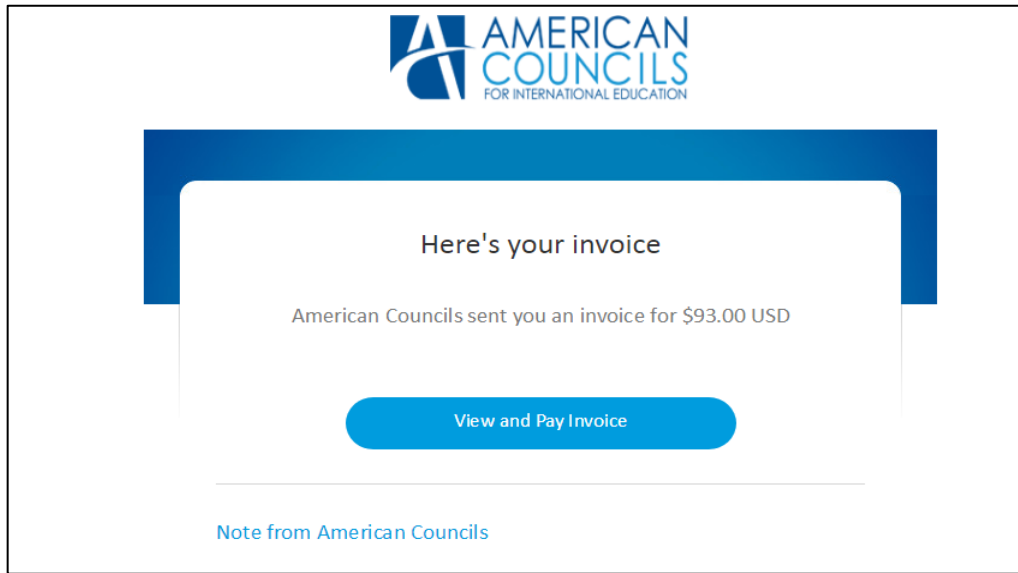 AMERICAN
COUNCILS
FOR INTERNATIONAL EDUCATION
Here's your invoice
American Councils sent you an invoice for $93.00 USD
View and Pay Invoice
Note from American Councils